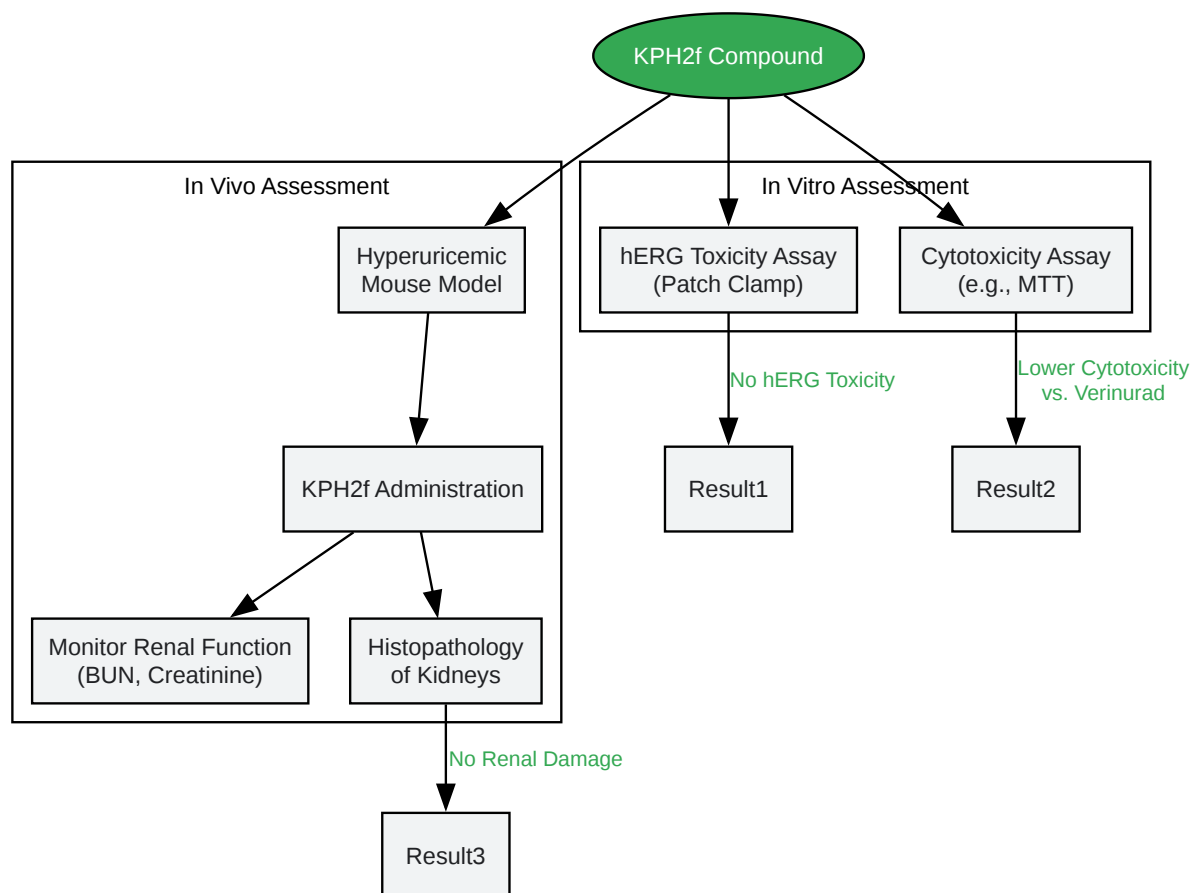 KPH2f Compound
In Vivo Assessment
In Vitro Assessment
Hyperuricemic
Mouse Model
hERG Toxicity Assay
(Patch Clamp)
Cytotoxicity Assay
(e.g., MTT)
No hERG Toxicity
Lower Cytotoxicity
vs. Verinurad
KPH2f Administration
Result1
Result2
Monitor Renal Function
(BUN, Creatinine)
Histopathology
of Kidneys
No Renal Damage
Result3